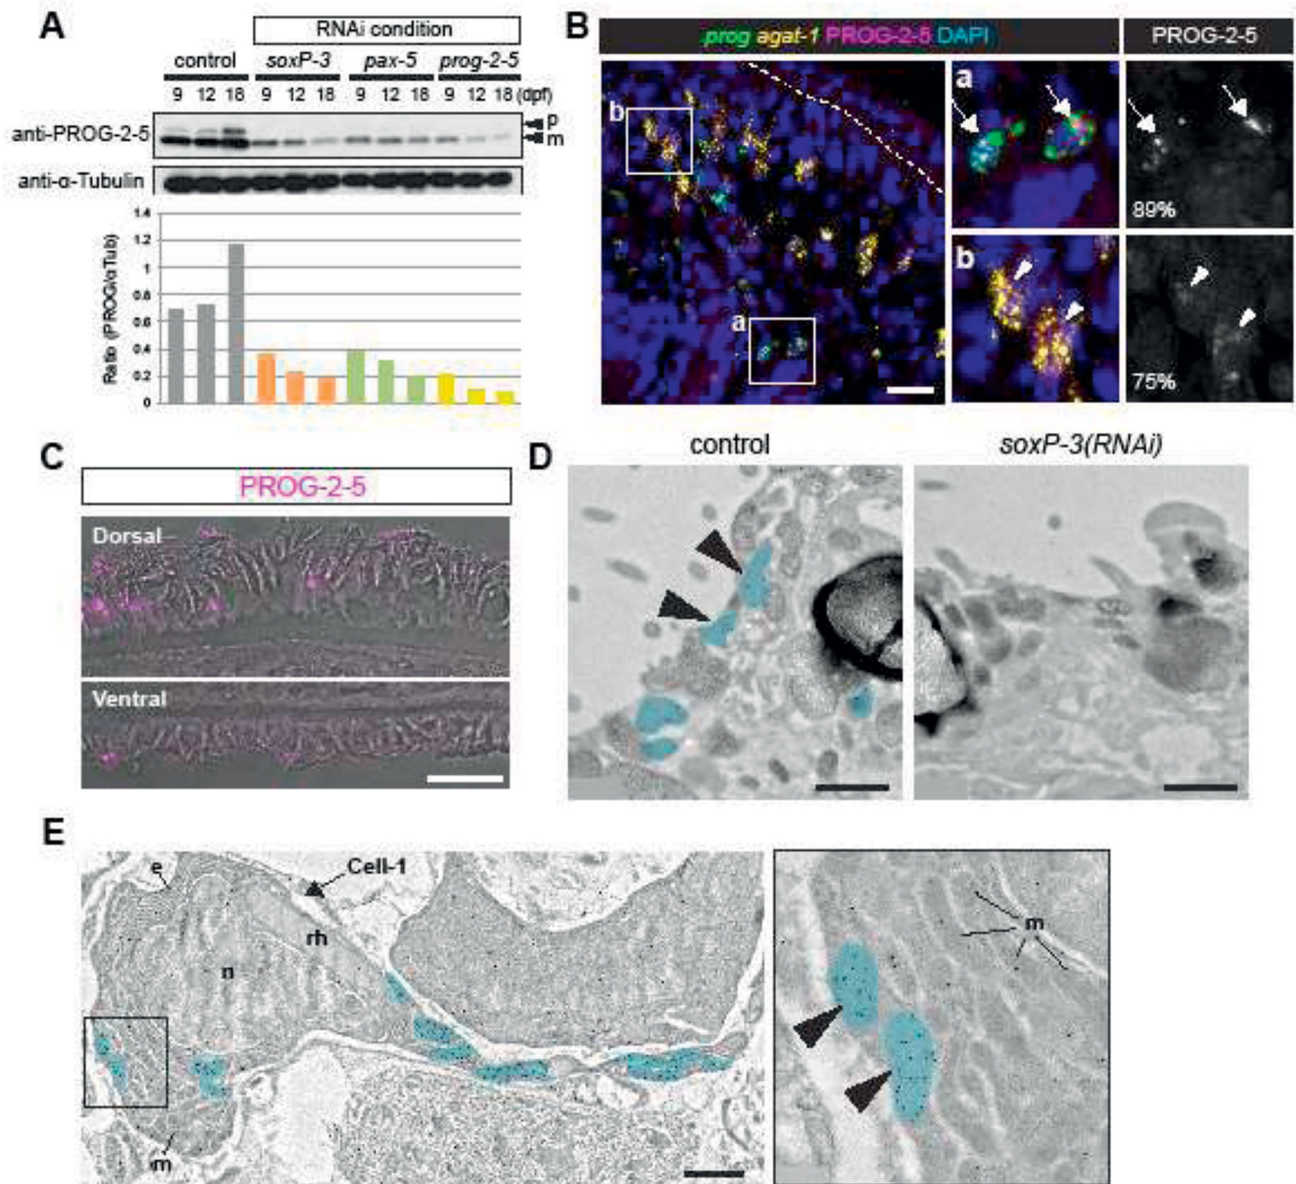 A
RNAi condition
control soxP-3 pax-5 prog-2-5
9 12 18 9 12 18 9 12 18 9 12 18 (dpf)
anti-PROG-2-5
p
m
anti-α-Tubulin
Ratio (PROG/αTub)
1.4
1.2
1
0.8
0.6
0.4
0.2
0
B
prog agat-1 PROG-2-5 DAPI
PROG-2-5
b
a
a
89%
b
75%
C
PROG-2-5
Dorsal
Ventral
D
control
soxP-3(RNAi)
E
e
Cell-1
rh
n
m
m